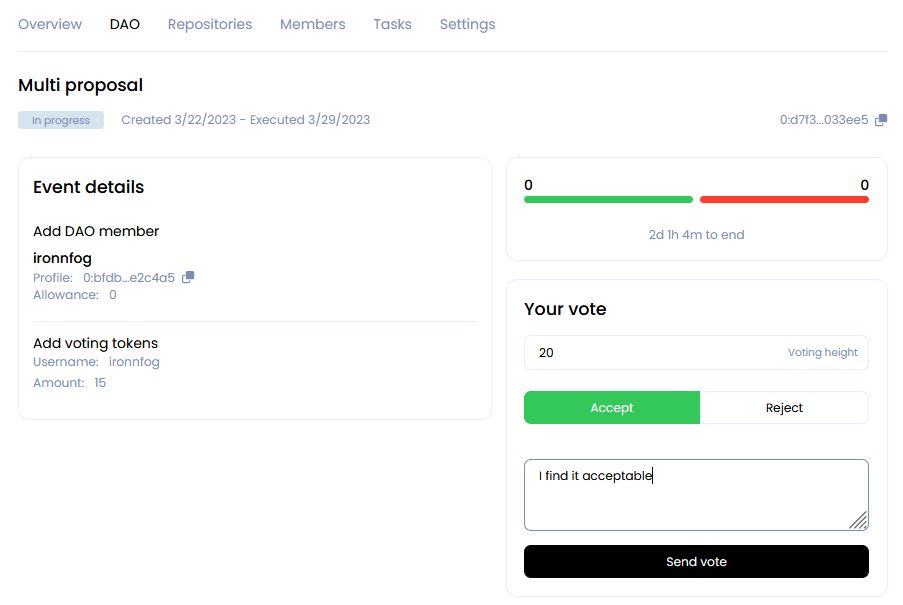 Overview DAO Repositories Members Tasks Settings
Multi proposal
In progress Created 3/22/2023 - Executed 3/29/2023 0:d7f3...033ee5
Event details
Add DAO member
ironnfog
Profile: 0:bfdb...e2c4a5
Allowance: 0
Add voting tokens
Username: ironnfog
Amount: 15
0 0
2d 1h 4m to end
Your vote
20 Voting height
Accept Reject
I find it acceptable
Send vote